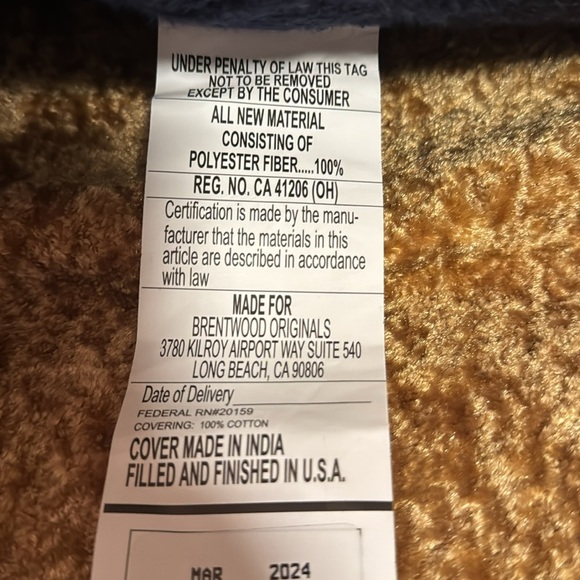 UNDER PENALTY OF LAW THIS TAG
NOT TO BE REMOVED
EXCEPT BY THE CONSUMER
ALL NEW MATERIAL
CONSISTING OF
POLYESTER FIBER.....100%
REG. NO. CA 41206 (OH)
Certification is made by the manu-
facturer that the materials in this
article are described in accordance
with law
MADE FOR
BRENTWOOD ORIGINALS
3780 KILROY AIRPORT WAY SUITE 540
LONG BEACH, CA 90806
Date of Delivery
FEDERAL RN#20159
COVERING: 100% COTTON
COVER MADE IN INDIA
FILLED AND FINISHED IN U.S.A.
MAR 2024